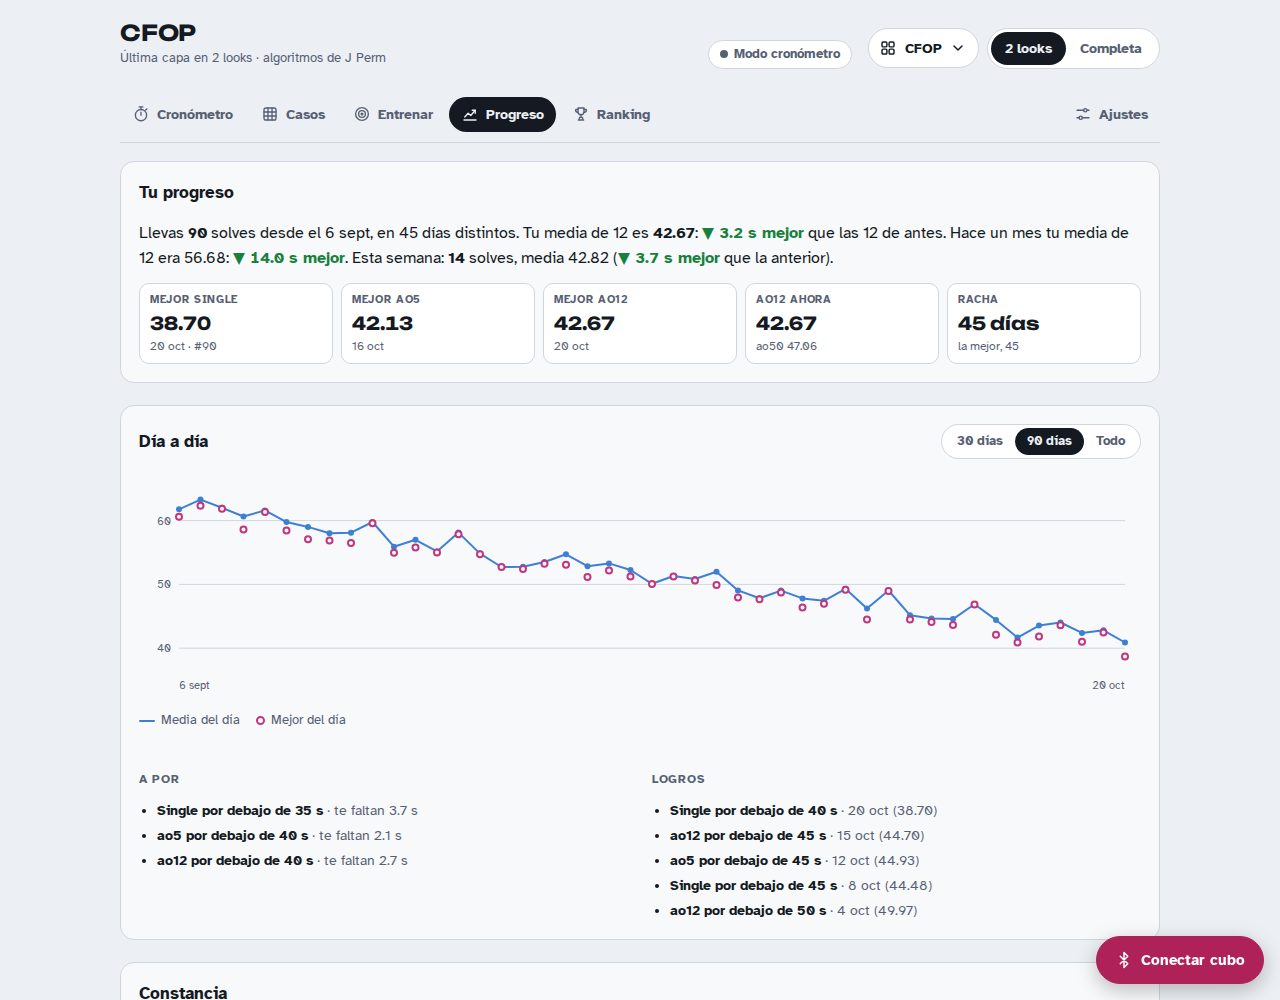 CFOP
Última capa en 2 looks · algoritmos de J Perm
Modo cronómetro
CFOP
2 looks
Completa
Cronómetro
Casos
Entrenar
Progreso
Ranking
Ajustes
Tu progreso
Llevas 90 solves desde el 6 sept, en 45 días distintos. Tu media de 12 es 42.67: ▼ 3.2 s mejor que las 12 de antes. Hace un mes tu media de
12 era 56.68: ▼ 14.0 s mejor. Esta semana: 14 solves, media 42.82 (▼ 3.7 s mejor que la anterior).
MEJOR SINGLE
38.70
20 oct · #90
MEJOR AO5
42.13
16 oct
MEJOR AO12
42.67
20 oct
AO12 AHORA
42.67
ao50 47.06
RACHA
45 días
la mejor, 45
Día a día
30 días
90 días
Todo
60
50
40
6 sept
20 oct
Media del día
Mejor del día
A POR
• Single por debajo de 35 s · te faltan 3.7 s
• ao5 por debajo de 40 s · te faltan 2.1 s
• ao12 por debajo de 40 s · te faltan 2.7 s
LOGROS
• Single por debajo de 40 s · 20 oct (38.70)
• ao12 por debajo de 45 s · 15 oct (44.70)
• ao5 por debajo de 45 s · 12 oct (44.93)
• Single por debajo de 45 s · 8 oct (44.48)
• ao12 por debajo de 50 s · 4 oct (49.97)
Conectar cubo
Constancia